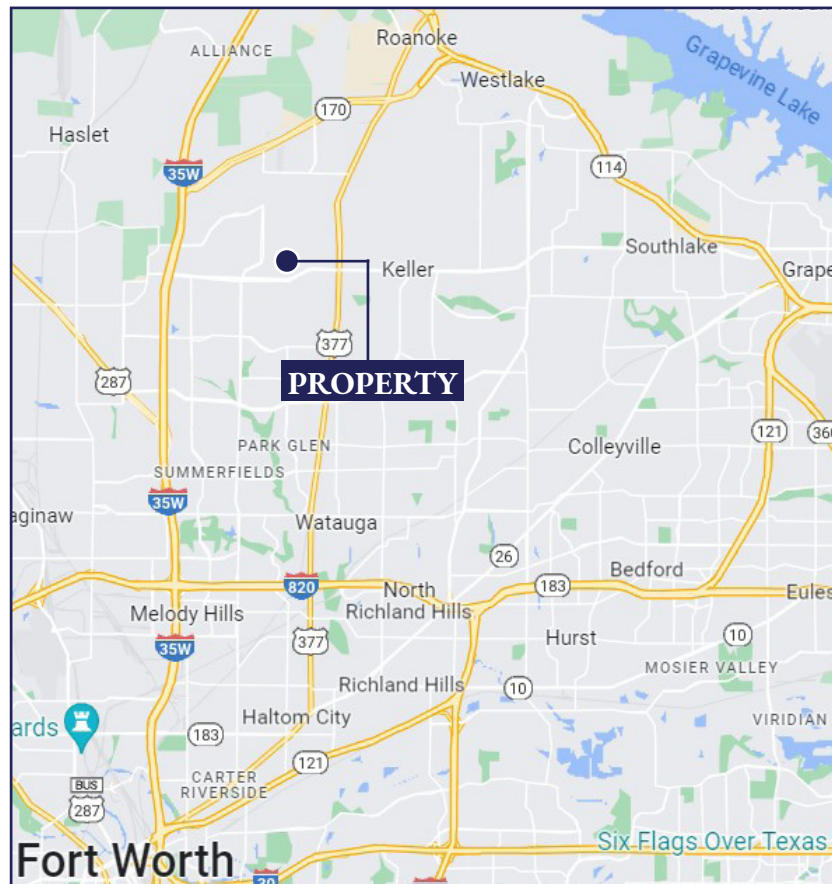 Roanoke
ALLIANCE
Westlake
Grapevine Lake
170
Haslet
114
35W
Southlake
Keller
Grape
377
287
PROPERTY
121
360
PARK GLEN
Colleyville
SUMMERFIELDS
35W
aginaw
Watauga
26
Bedford
820
183
North
Richland Hills
Eules
Melody Hills
377
Hurst
10
35W
MOSIER VALLEY
Richland Hills
10
Haltom City
VIRIDIAN
ards
183
121
CARTER
RIVERSIDE
BUS
287
Six Flags Over Texas
Fort Worth
30